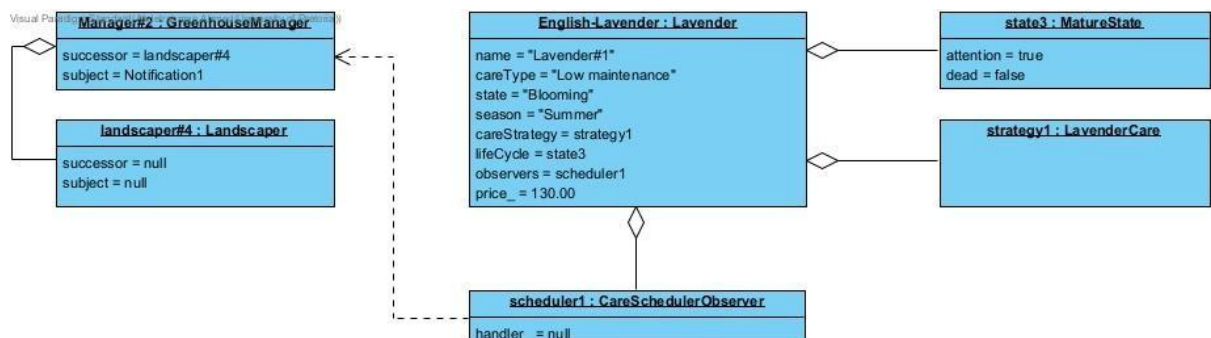 Visual Paradigm Standard
Manager#2 : GreenhouseManager
successor = landscaper#4
subject = Notification1
landscaper#4 : Landscaper
successor = null
subject = null
English-Lavender : Lavender
name = "Lavender#1"
careType = "Low maintenance"
state = "Blooming"
season = "Summer"
careStrategy = strategy1
lifeCycle = state3
observers = scheduler1
price_ = 130.00
state3 : MatureState
attention = true
dead = false
strategy1 : LavenderCare
scheduler1 : CareSchedulerObserver
handler_ = null